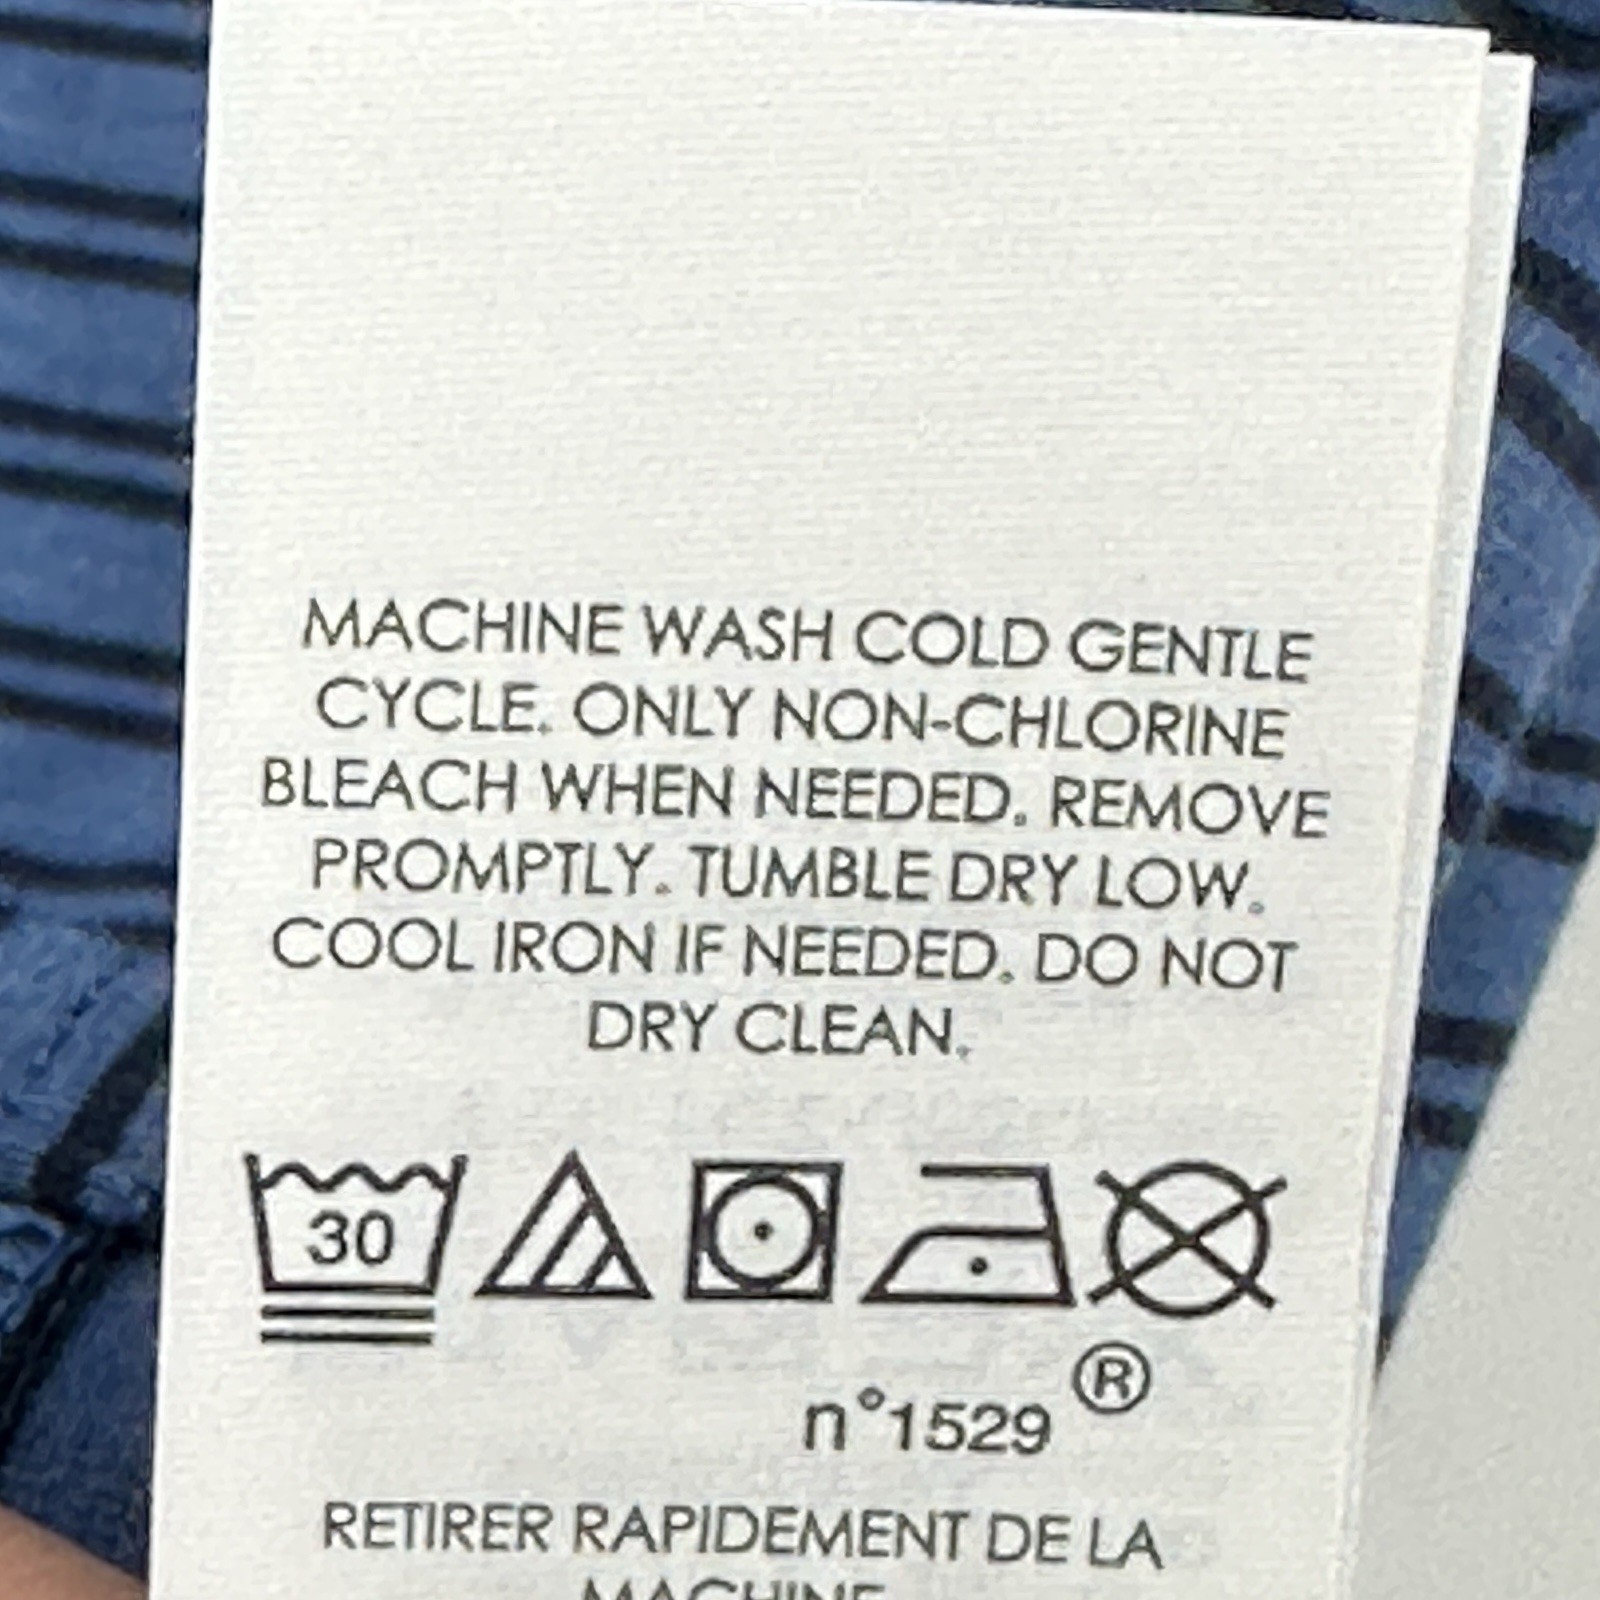 MACHINE WASH COLD GENTLE
CYCLE. ONLY NON-CHLORINE
BLEACH WHEN NEEDED. REMOVE
PROMPTLY. TUMBLE DRY LOW.
COOL IRON IF NEEDED. DO NOT
DRY CLEAN.
30
®
n°1529
RETIRER RAPIDEMENT DE LA
MACHINE